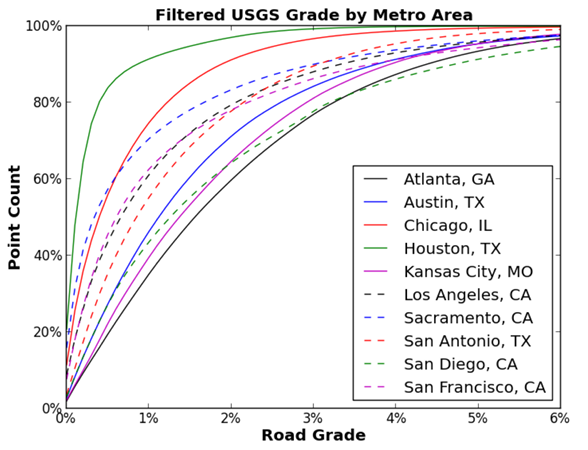 Filtered USGS Grade by Metro Area
Point Count
100%
80%
60%
40%
20%
0%
Atlanta, GA
Austin, TX
Chicago, IL
Houston, TX
Kansas City, MO
Los Angeles, CA
Sacramento, CA
San Antonio, TX
San Diego, CA
San Francisco, CA
0% 1% 2% 3% 4% 5% 6%
Road Grade